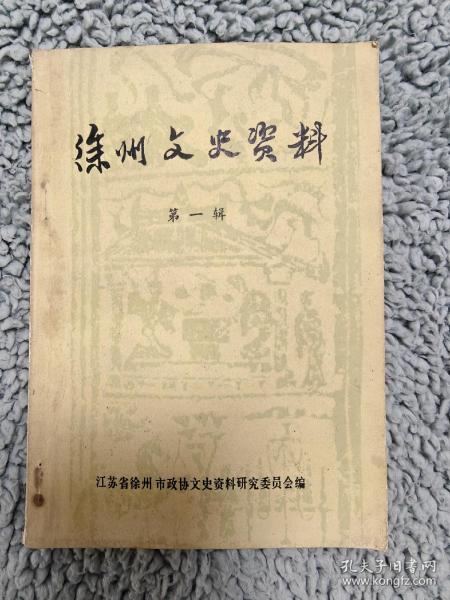 徐州文史资料
第一辑
江苏省徐州市政协文史资料研究委员会编
孔夫子旧书网
www.kongfz.com